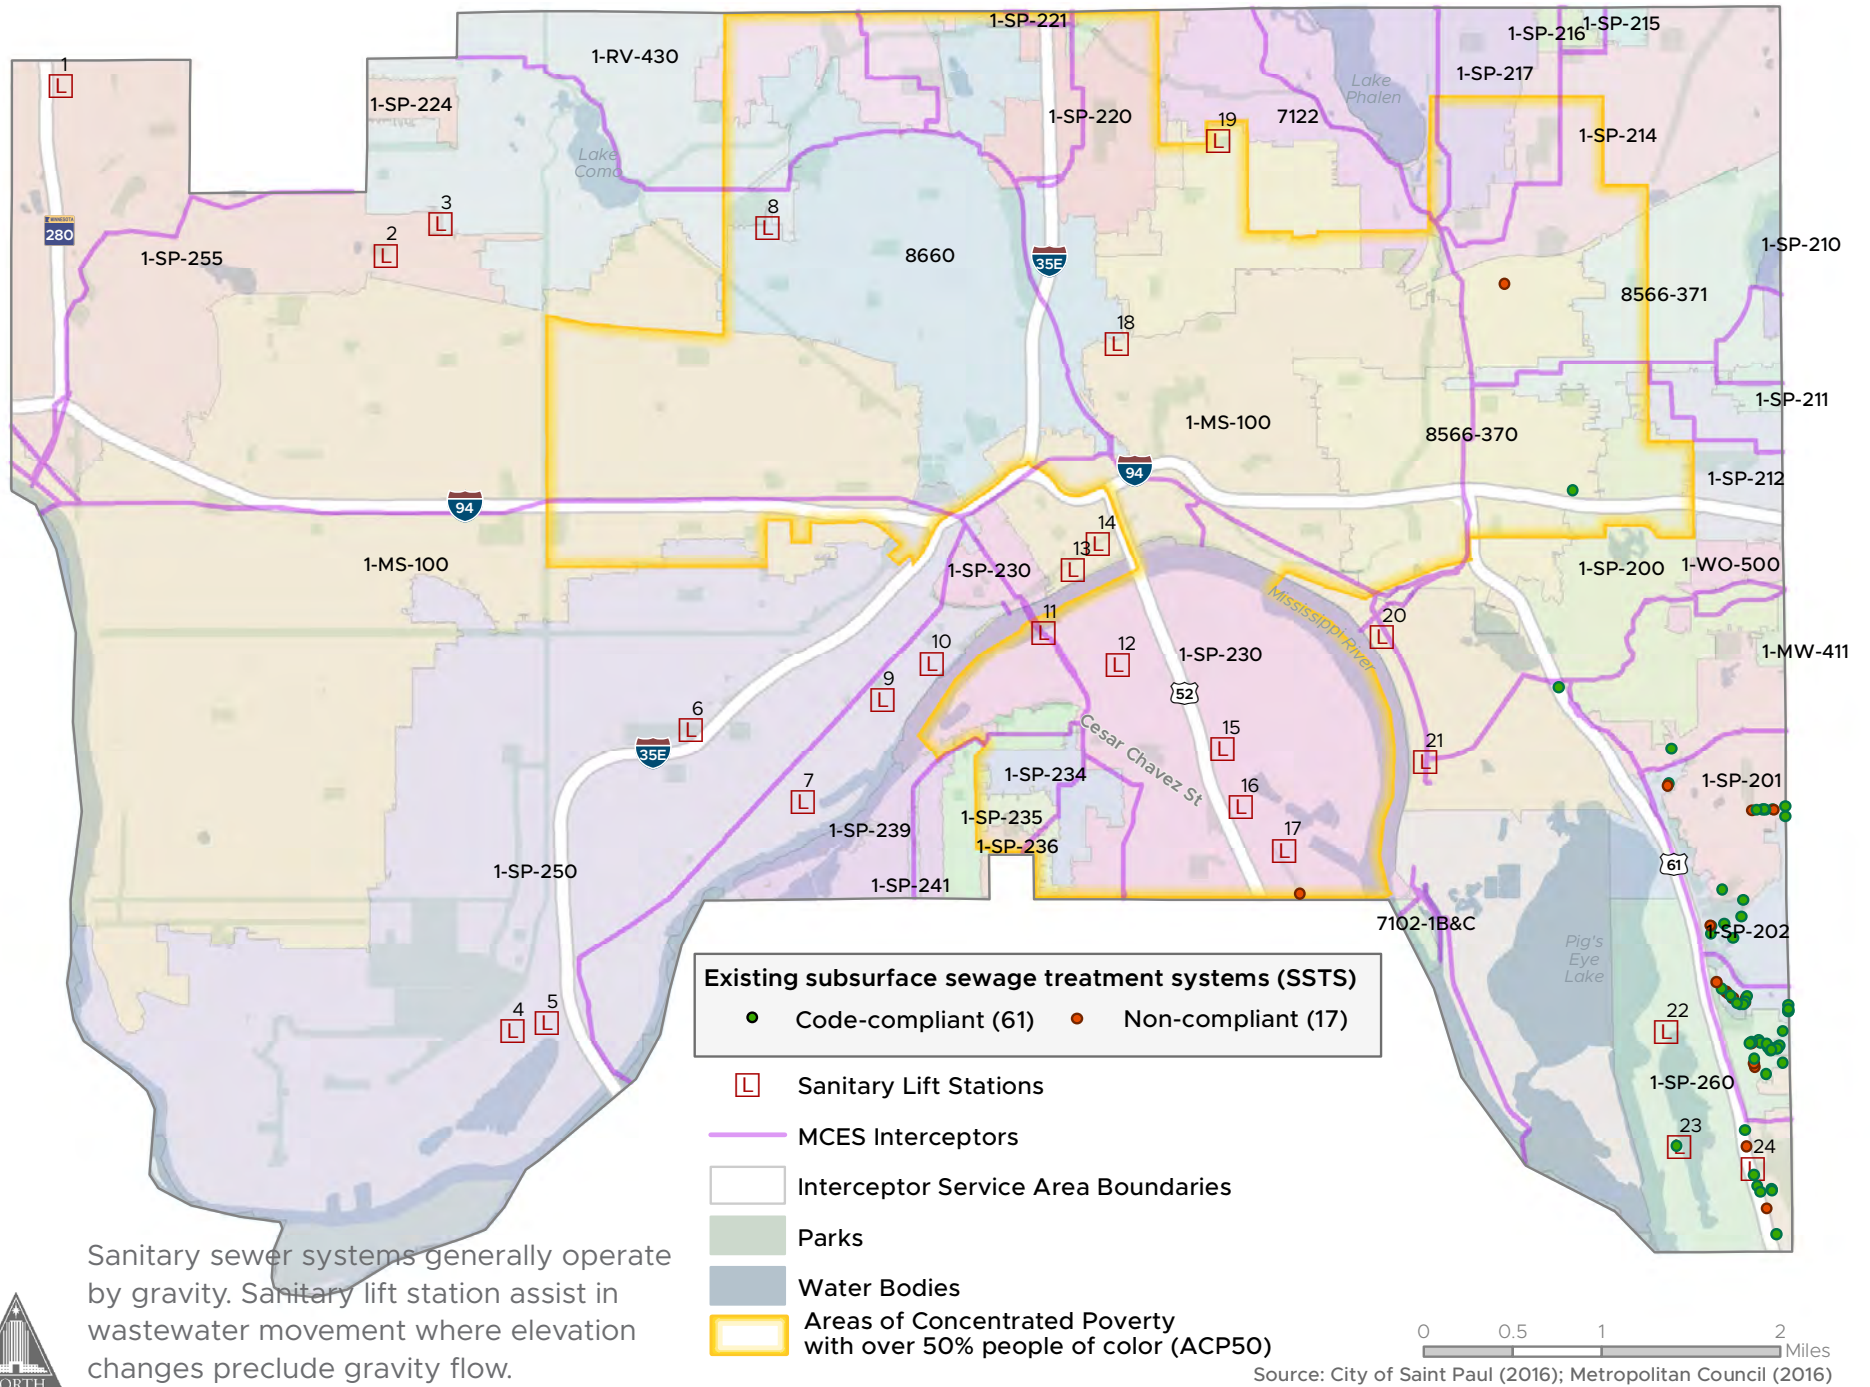 1-SP-221
1-SP-215
1-SP-216
1-RV-430
1-SP-217
1
Lake
Phalen
1-SP-224
1-SP-220
7122
19
1-SP-214
Lake
Como
3
8
280
2
1-SP-255
8660
35E
1-SP-210
8566-371
18
1-SP-211
1-MS-100
8566-370
94
1-SP-212
94
14
13
1-MS-100
1-SP-230
1-SP-200
1-WO-500
Mississippi River
11
20
10
12
1-SP-230
1-MW-411
9
52
6
35E
Cesar Chavez St
15
21
7
1-SP-234
1-SP-201
16
1-SP-235
1-SP-239
17
1-SP-236
61
1-SP-250
1-SP-241
7102-1B&C
1-SP-202
Pig's
Eye
Lake
4
5
22
1-SP-260
23
24
Existing subsurface sewage treatment systems (SSTS)
Code-compliant (61)
Non-compliant (17)
L Sanitary Lift Stations
MCES Interceptors
Interceptor Service Area Boundaries
Parks
Water Bodies
Areas of Concentrated Poverty
with over 50% people of color (ACP50)
Sanitary sewer systems generally operate
by gravity. Sanitary lift station assist in
wastewater movement where elevation
changes preclude gravity flow.
NORTH
0 0.5 1 2
Miles
Source: City of Saint Paul (2016); Metropolitan Council (2016)